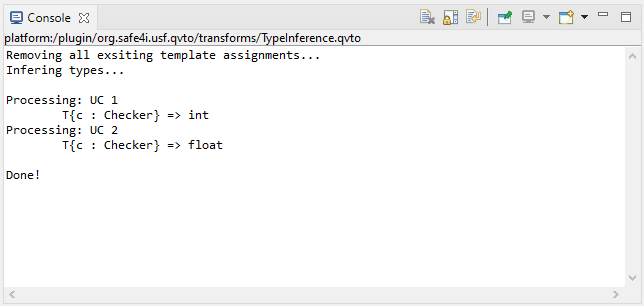 Console
platform:/plugin/org.safe4i.usf.qvto/transforms/TypeInference.qvto
Removing all exsiting template assignments...
Infering types...
Processing: UC 1
T{c : Checker} => int
Processing: UC 2
T{c : Checker} => float
Done!